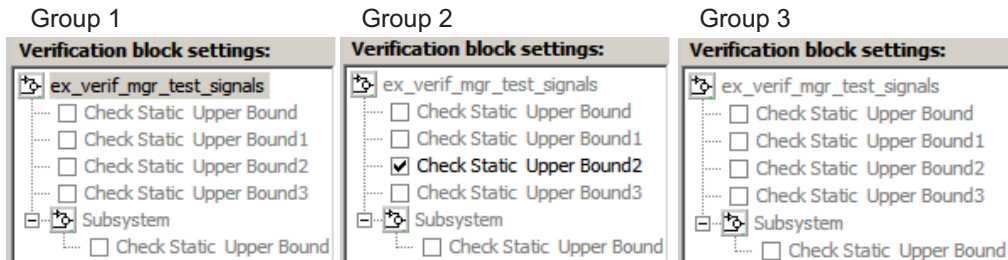 Group 1
Verification block settings:
ex_verif_mgr_test_signals
Check Static Upper Bound
Check Static Upper Bound1
Check Static Upper Bound2
Check Static Upper Bound3
Subsystem
Check Static Upper Bound
Group 2
Verification block settings:
ex_verif_mgr_test_signals
Check Static Upper Bound
Check Static Upper Bound1
Check Static Upper Bound2
Check Static Upper Bound3
Subsystem
Check Static Upper Bound
Group 3
Verification block settings:
ex_verif_mgr_test_signals
Check Static Upper Bound
Check Static Upper Bound1
Check Static Upper Bound2
Check Static Upper Bound3
Subsystem
Check Static Upper Bound